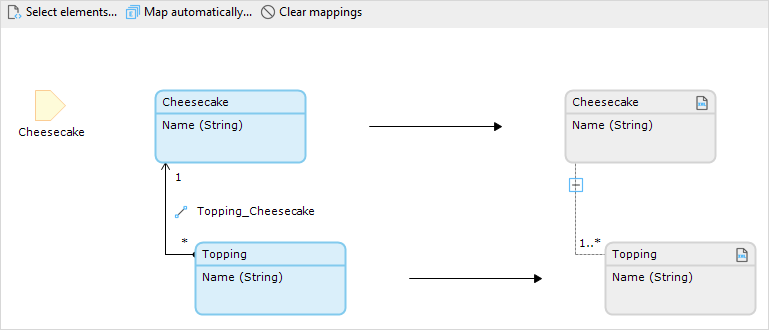 Select elements... Map automatically... Clear mappings
Cheesecake
Cheesecake
Name (String)
Cheesecake
Name (String)
1
Topping_Cheesecake
*
1..*
Topping
Name (String)
Topping
Name (String)